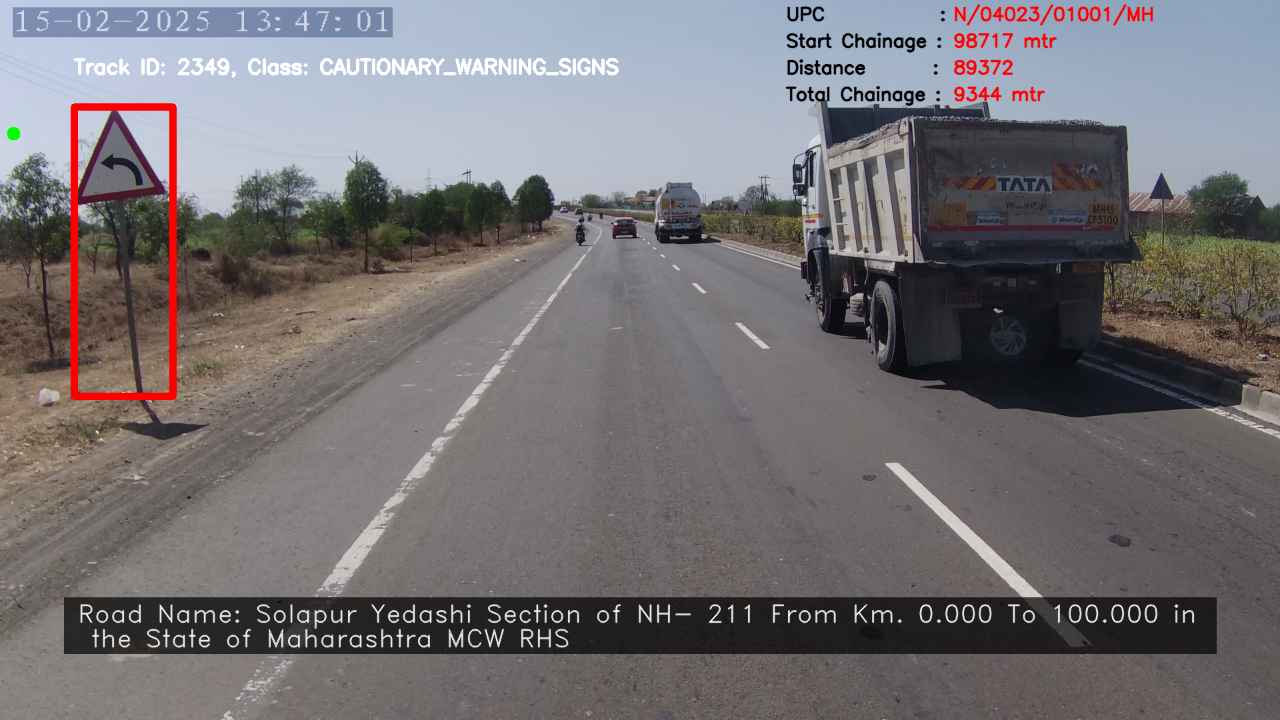 15-02-2025 13:47:01
UPC : N/04023/01001/MH
Start Chainage : 98717 mtr
Distance : 89372
Total Chainage : 9344 mtr
Track ID: 2349, Class: CAUTIONARY_WARNING_SIGNS
TATA
Road Name: Solapur Yedashi Section of NH- 211 From Km. 0.000 To 100.000 in
the State of Maharashtra MCW RHS